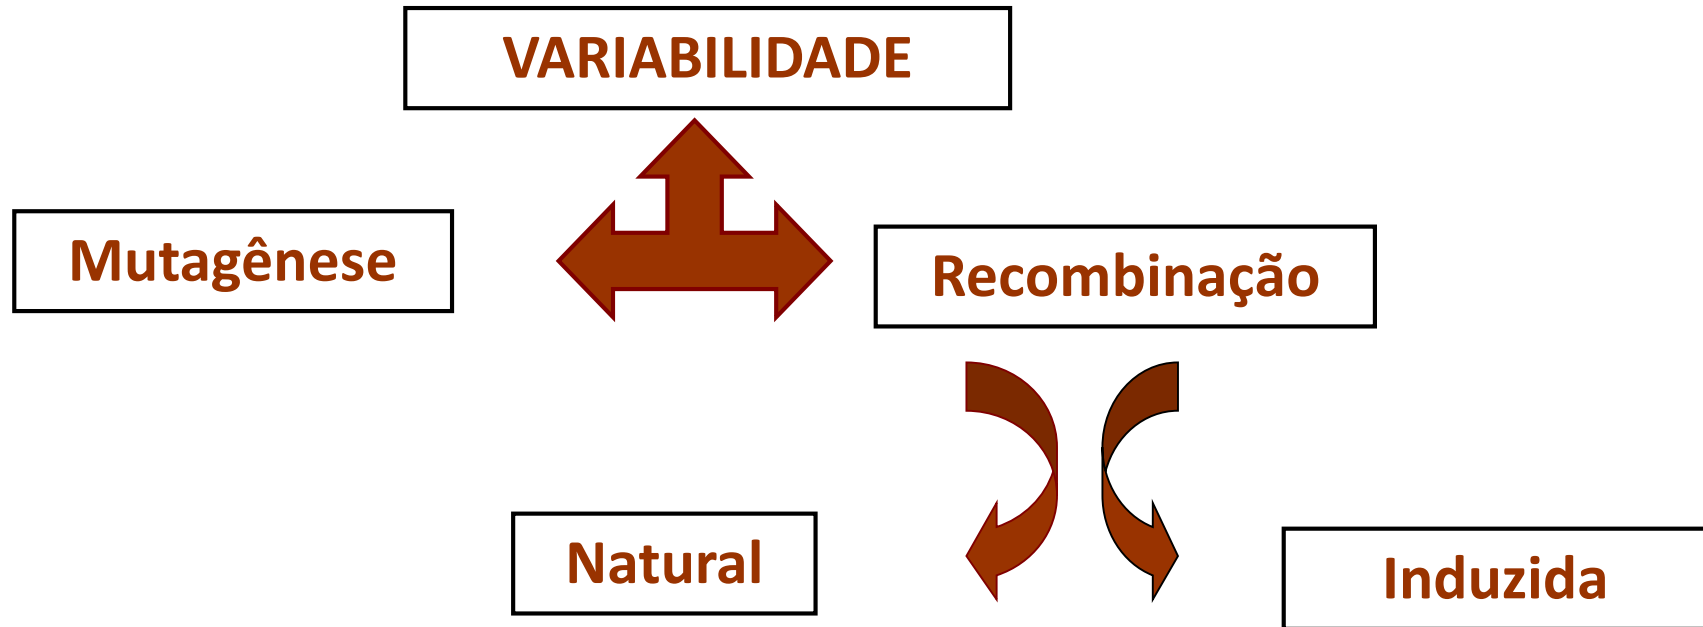 VARIABILIDADE
Mutagênese
Recombinação
Natural
Induzida